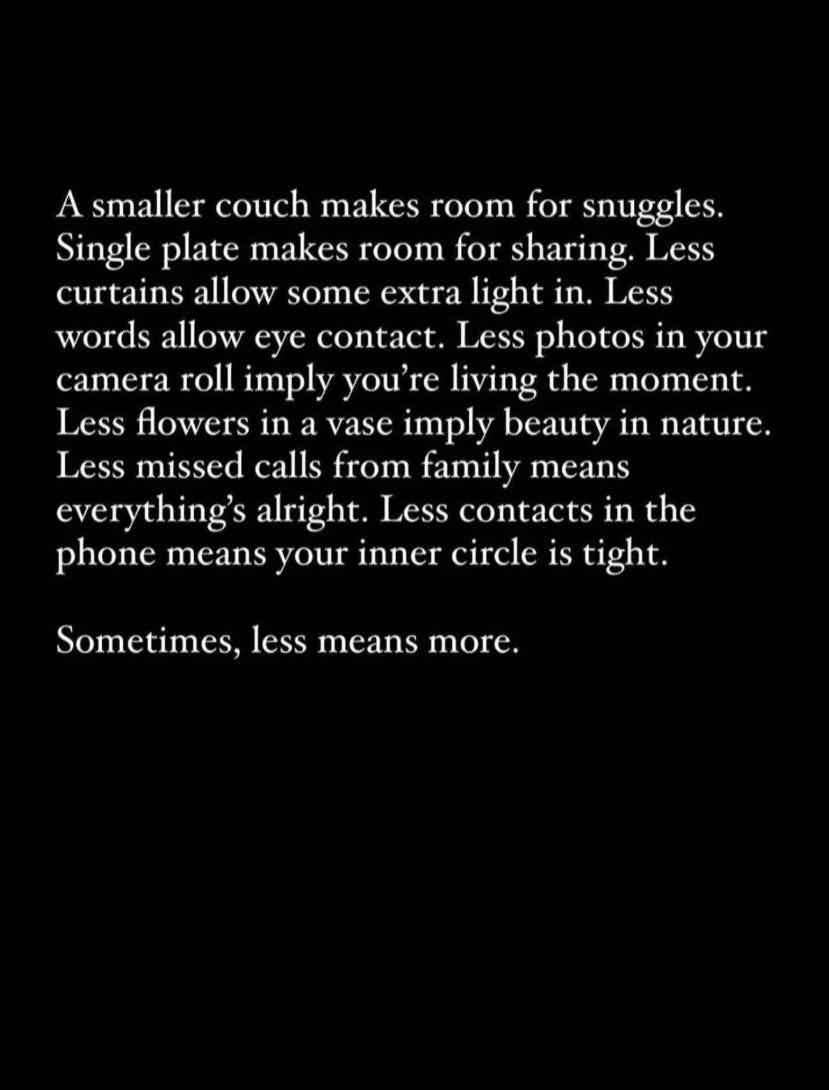 A smaller couch makes room for snuggles.
Single plate makes room for sharing. Less
curtains allow some extra light in. Less
words allow eye contact. Less photos in your
camera roll imply you’re living the moment.
Less flowers in a vase imply beauty in nature.
Less missed calls from family means
everything’s alright. Less contacts in the
phone means your inner circle is tight.
Sometimes, less means more.